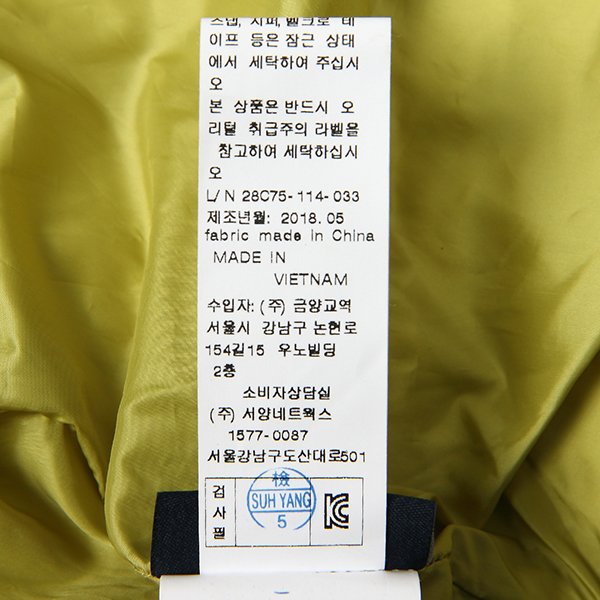 스냅, 지퍼, 벨크로 테
이프 등은 잠근 상태
에서 세탁하여 주십시
오
본 상품은 반드시 오
리털 취급주의 라벨을
참고하여 세탁하십시
오
L/N 28C75-114-033
제조년월: 2018.05
fabric made in China
MADE IN
VIETNAM
수입자: (주) 금양교역
서울시 강남구 논현로
154길15 우노빌딩
2층
소비자상담실
(주) 서양네트웍스
1577-0087
서울강남구도산대로501
검사필
檢
SUH YANG
5